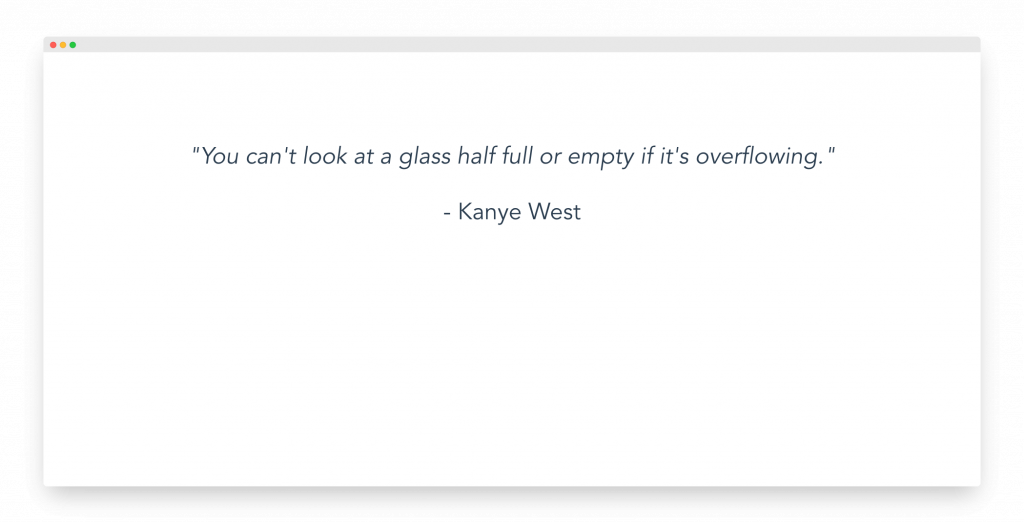 "You can't look at a glass half full or empty if it's overflowing."
- Kanye West